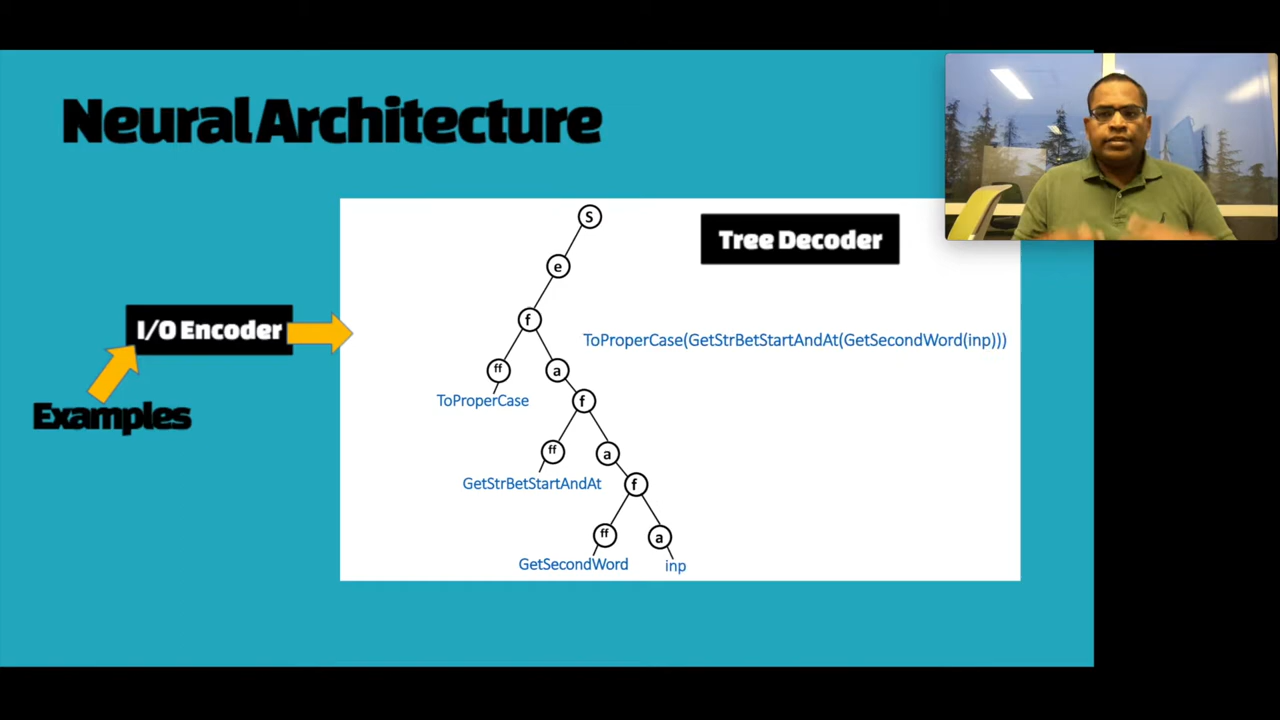 Neural Architecture
Tree Decoder
I/O Encoder
Examples
S
e
f
ff
a
ToProperCase
f
ff
a
GetStrBetStartAndAt
f
ff
a
GetSecondWord
inp
ToProperCase(GetStrBetStartAndAt(GetSecondWord(inp)))